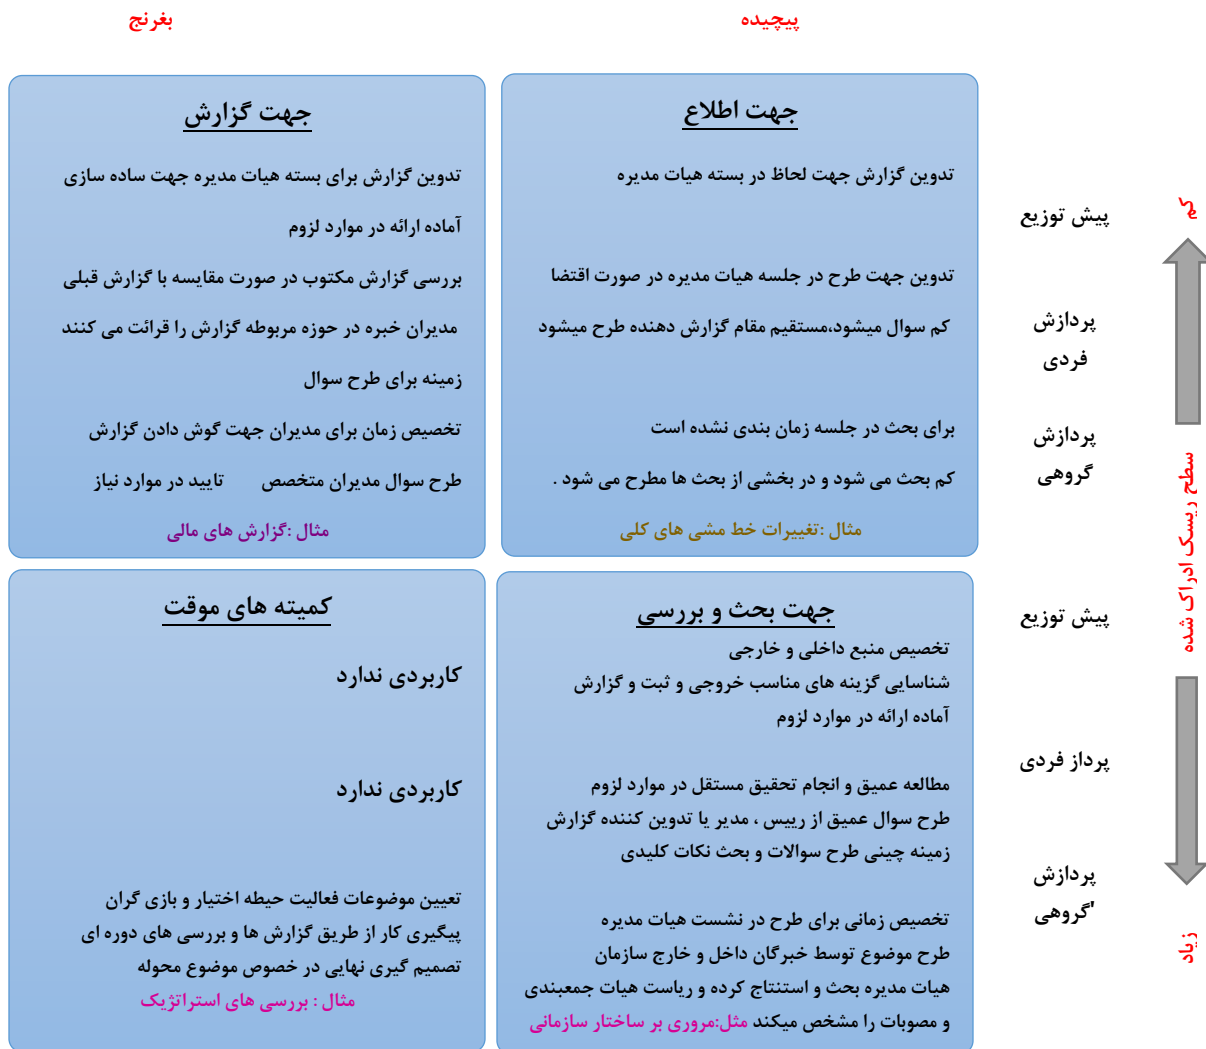 پیچیده
بغرنج
جهت اطلاع
تدوین گزارش جهت لحاظ در بسته هیات مدیره
تدوین جهت طرح در جلسه هیات مدیره در صورت اقتضا
کم سوال میشود،مستقیم مقام گزارش دهنده طرح میشود
برای بحث در جلسه زمان بندی نشده است
کم بحث می شود و در بخشی از بحث ها مطرح می شود .
مثال :تغییرات خط مشی های کلی
جهت گزارش
تدوین گزارش برای بسته هیات مدیره جهت ساده سازی
آماده ارائه در موارد لزوم
بررسی گزارش مکتوب در صورت مقایسه با گزارش قبلی
مدیران خبره در حوزه مربوطه گزارش را قرائت می کنند
زمینه برای طرح سوال
تخصیص زمان برای مدیران جهت گوش دادن گزارش
طرح سوال مدیران متخصص تایید در موارد نیاز
مثال :گزارش های مالی
پیش توزیع
پردازش
فردی
پردازش
گروهی
کم
سطح ریسک ادراک شده
زیاد
جهت بحث و بررسی
تخصیص منبع داخلی و خارجی
شناسایی گزینه های مناسب خروجی و ثبت و گزارش
آماده ارائه در موارد لزوم
مطالعه عمیق و انجام تحقیق مستقل در موارد لزوم
طرح سوال عمیق از رییس ، مدیر یا تدوین کننده گزارش
زمینه چینی طرح سوالات و بحث نکات کلیدی
تخصیص زمانی برای طرح در نشست هیات مدیره
طرح موضوع توسط خبرگان داخل و خارج سازمان
هیات مدیره بحث و استنتاج کرده و ریاست هیات جمعبندی
و مصوبات را مشخص میکند مثل:مروری بر ساختار سازمانی
کمیته های موقت
کاربردی ندارد
کاربردی ندارد
تعیین موضوعات فعالیت حیطه اختیار و بازی گران
پیگیری کار از طریق گزارش ها و بررسی های دوره ای
تصمیم گیری نهایی در خصوص موضوع محوله
مثال : بررسی های استراتژیک
پیش توزیع
پرداز فردی
پردازش
گروهی'